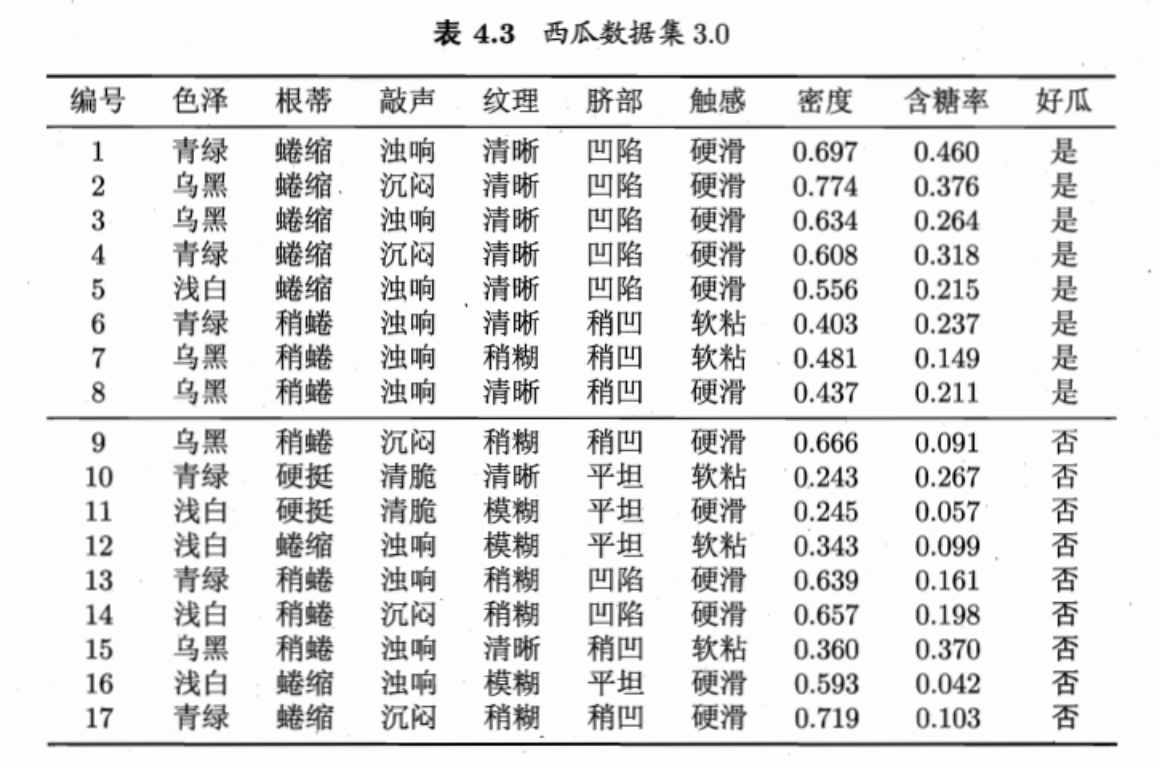 表 4.3 西瓜数据集 3.0
编号 色泽 根蒂 敲声 纹理 脐部 触感 密度 含糖率 好瓜
1 青绿 蜷缩 浊响 清晰 凹陷 硬滑 0.697 0.460 是
2 乌黑 蜷缩 沉闷 清晰 凹陷 硬滑 0.774 0.376 是
3 乌黑 蜷缩 浊响 清晰 凹陷 硬滑 0.634 0.264 是
4 青绿 蜷缩 沉闷 清晰 凹陷 硬滑 0.608 0.318 是
5 浅白 蜷缩 浊响 清晰 凹陷 硬滑 0.556 0.215 是
6 青绿 稍蜷 浊响 清晰 稍凹 软粘 0.403 0.237 是
7 乌黑 稍蜷 浊响 稍糊 稍凹 软粘 0.481 0.149 是
8 乌黑 稍蜷 浊响 清晰 稍凹 硬滑 0.437 0.211 是
9 乌黑 稍蜷 沉闷 稍糊 稍凹 硬滑 0.666 0.091 否
10 青绿 硬挺 清脆 清晰 平坦 软粘 0.243 0.267 否
11 浅白 硬挺 清脆 模糊 平坦 硬滑 0.245 0.057 否
12 浅白 蜷缩 浊响 模糊 平坦 软粘 0.343 0.099 否
13 青绿 稍蜷 浊响 稍糊 凹陷 硬滑 0.639 0.161 否
14 浅白 稍蜷 沉闷 稍糊 凹陷 硬滑 0.657 0.198 否
15 乌黑 稍蜷 浊响 清晰 稍凹 软粘 0.360 0.370 否
16 浅白 蜷缩 浊响 模糊 平坦 硬滑 0.593 0.042 否
17 青绿 蜷缩 沉闷 稍糊 稍凹 硬滑 0.719 0.103 否